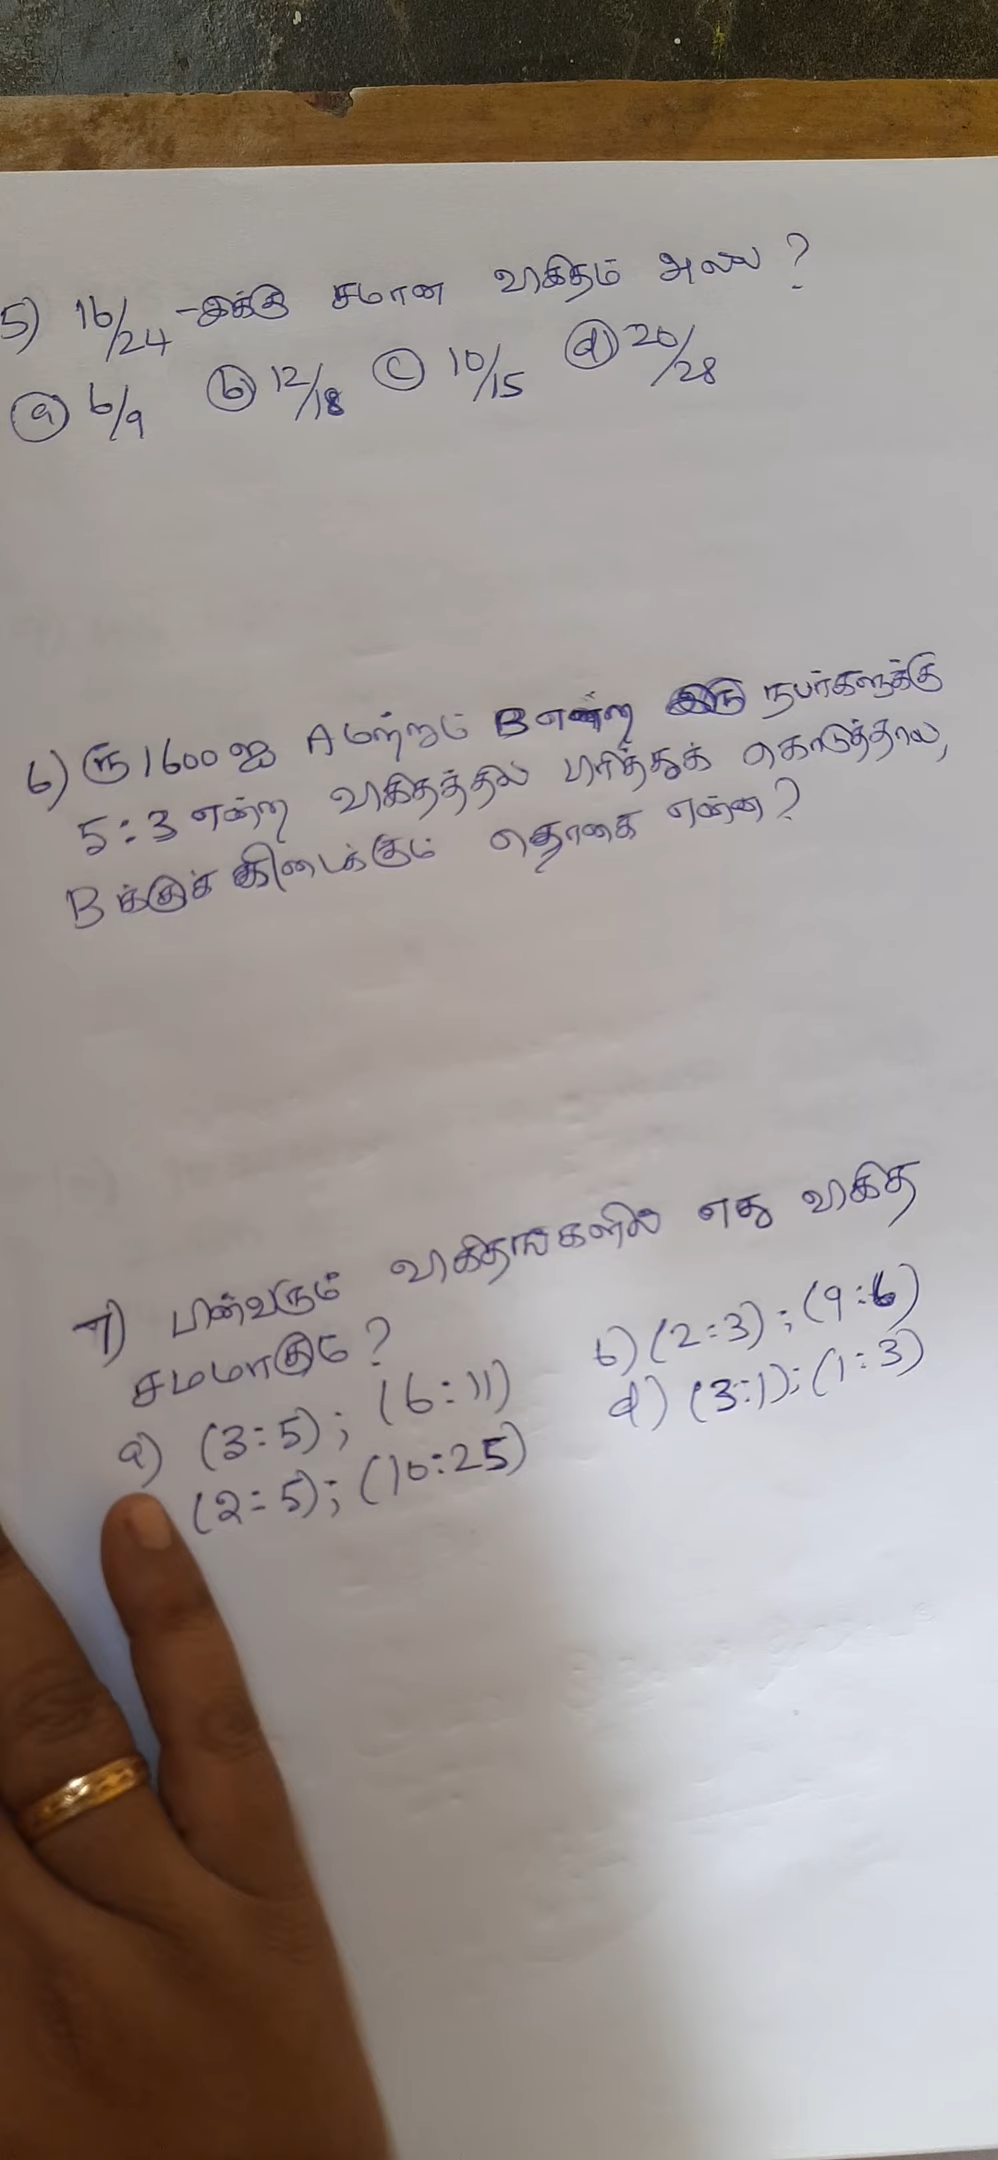 5) 16/24 -க்கு சமான விகிதம் அல்ல ?
(a) 6/9 (b) 12/18 (c) 10/15 (d) 20/28
6) ரூ 1600 ஐ A மற்றும் B என்ற இரு நபர்களுக்கு
5:3 என்ற விகிதத்தில் பிரித்துக் கொடுத்தால்,
B க்குக் கிடைக்கும் தொகை என்ன ?
7) பின்வரும் விகிதங்களில் எது விகித
சமமாகும் ?
a) (3:5) ; (6:11) b) (2:3) ; (9:6)
(2:5) ; (10:25) d) (3:1) ; (1:3)